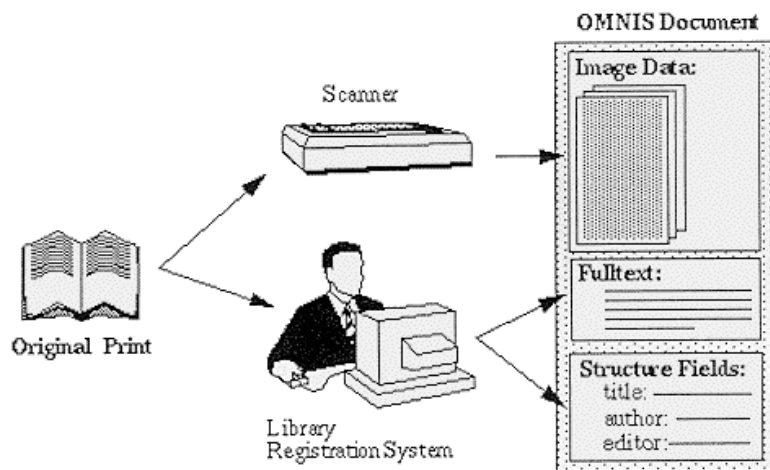 OMNIS Document
Image Data:
Scanner
Original Print
Library
Registration System
Fulltext:
Structure Fields:
title:
author:
editor: